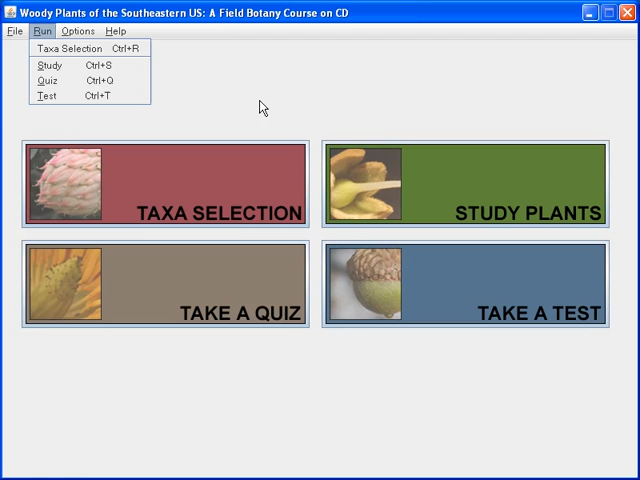 Woody Plants of the Southeastern US: A Field Botany Course on CD
File Run Options Help
Taxa Selection Ctrl+R
Study Ctrl+S
Quiz Ctrl+Q
Test Ctrl+T
TAXA SELECTION
STUDY PLANTS
TAKE A QUIZ
TAKE A TEST